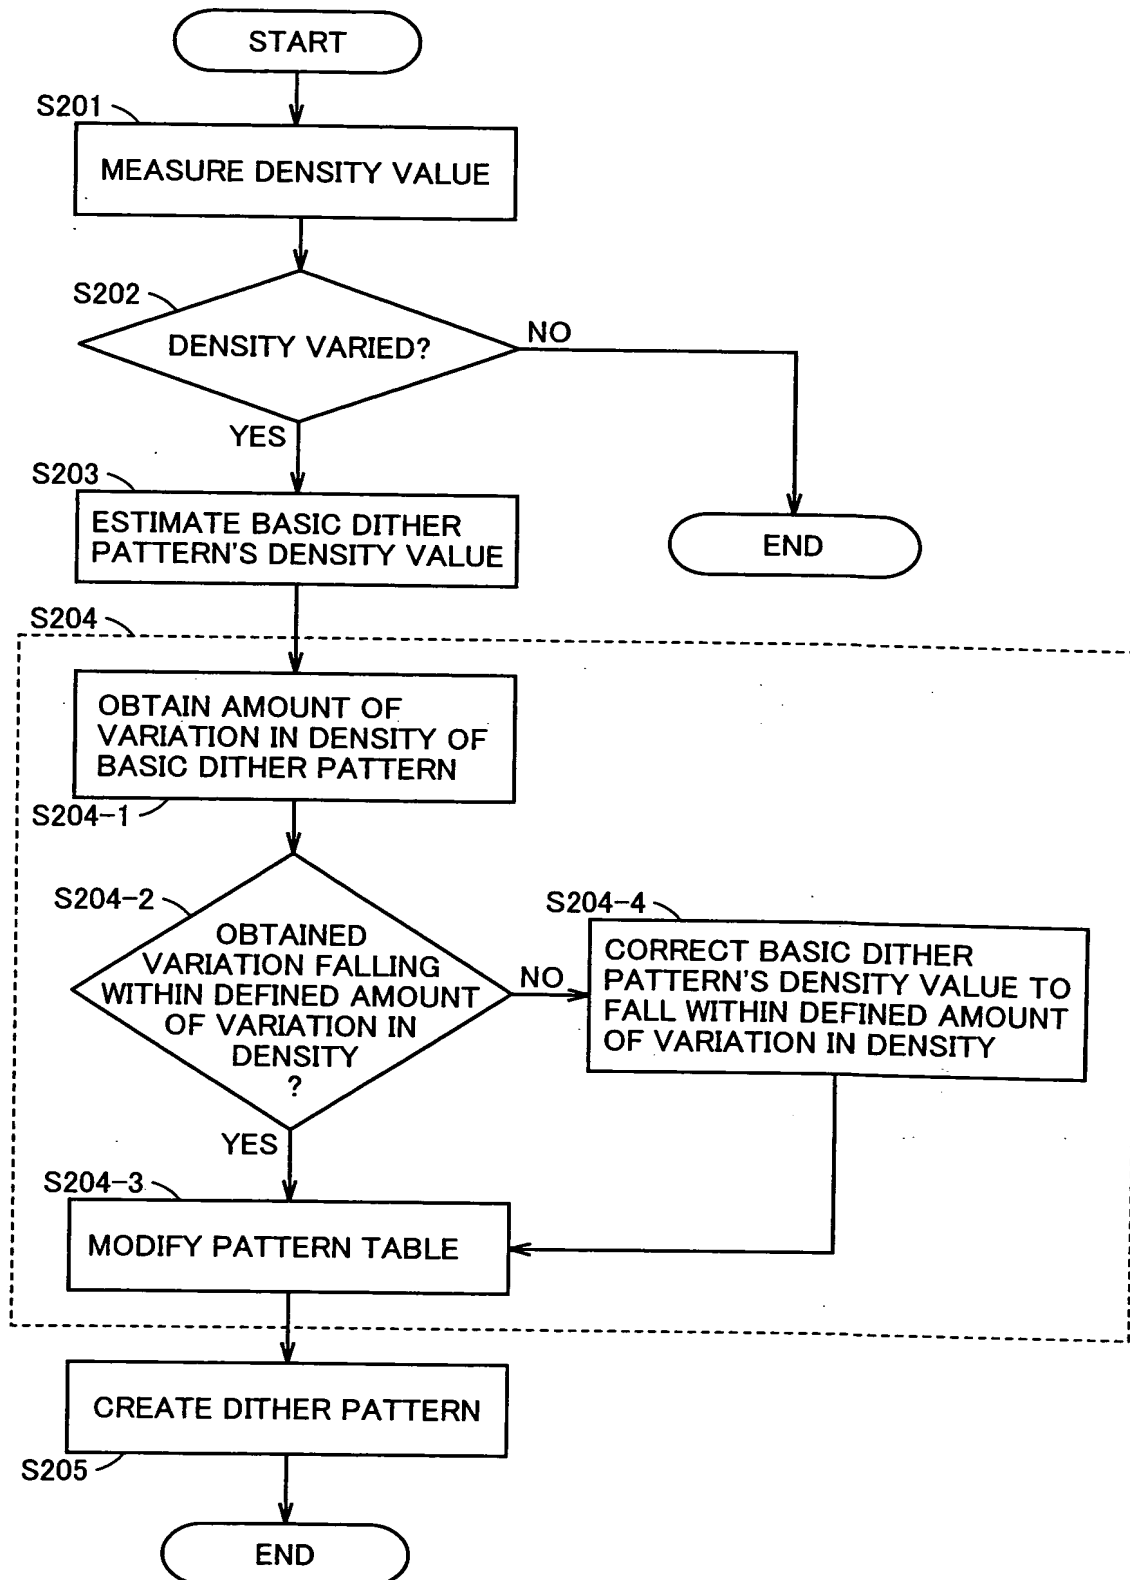 START
S201
MEASURE DENSITY VALUE
S202
DENSITY VARIED?
NO
YES
S203
ESTIMATE BASIC DITHER
PATTERN'S DENSITY VALUE
END
S204
OBTAIN AMOUNT OF
VARIATION IN DENSITY OF
BASIC DITHER PATTERN
S204-1
S204-2
OBTAINED
VARIATION FALLING
WITHIN DEFINED AMOUNT
OF VARIATION IN
DENSITY
?
NO
S204-4
CORRECT BASIC DITHER
PATTERN'S DENSITY VALUE TO
FALL WITHIN DEFINED AMOUNT
OF VARIATION IN DENSITY
YES
S204-3
MODIFY PATTERN TABLE
CREATE DITHER PATTERN
S205
END